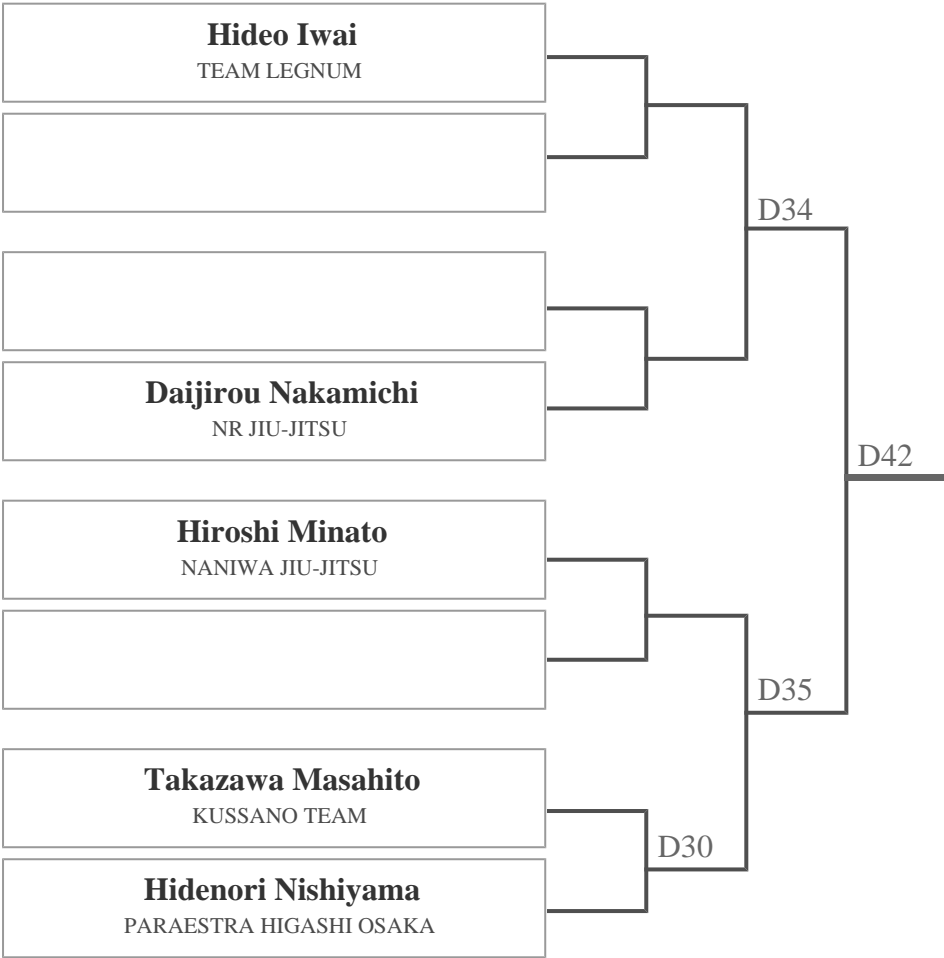 Hideo Iwai
TEAM LEGNUM
D34
Daijirou Nakamichi
NR JIU-JITSU
D42
Hiroshi Minato
NANIWA JIU-JITSU
D35
Takazawa Masahito
KUSSANO TEAM
D30
Hidenori Nishiyama
PARAESTRA HIGASHI OSAKA